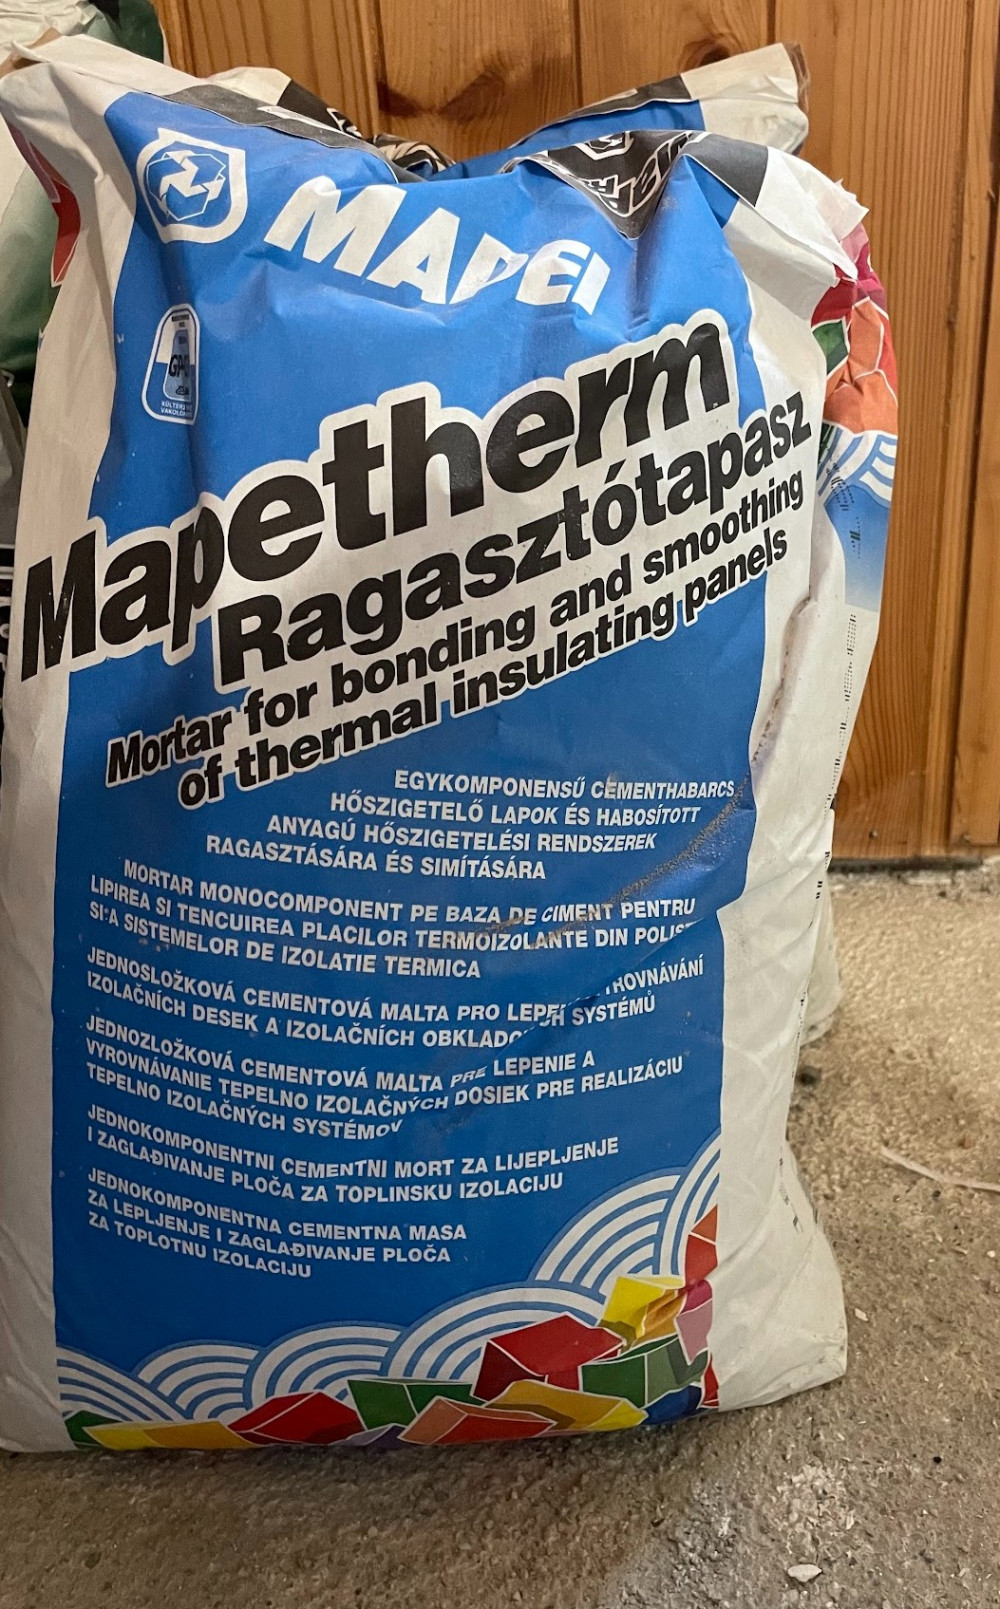 MAPEI
KÜLTÉRI
VAKOLÓ
Mapetherm
Ragasztótapasz
Mortar for bonding and smoothing
of thermal insulating panels
EGYKOMPONENSŰ CEMENTHABARCS
HŐSZIGETELŐ LAPOK ÉS HABOSÍTOTT
ANYAGÚ HŐSZIGETELÉSI RENDSZEREK
RAGASZTÁSÁRA ÉS SIMÍTÁSÁRA
MORTAR MONOCOMPONENT PE BAZA DE CIMENT PENTRU
LIPIREA SI TENCUIREA PLACILOR TERMOIZOLANTE DIN
SI A SISTEMELOR DE IZOLATIE TERMICA
JEDNOSLOŽKOVÁ CEMENTOVÁ MALTA PRO
IZOLAČNÍCH DESEK A IZOLAČNÍCH SYSTÉMŮ
JEDNOZLOŽKOVÁ CEMENTOVÁ MALTA PRE LEPENIE A
VYROVNÁVANIE TEPELNO IZOLAČNÝCH DOSIEK PRE REALIZÁCIU
TEPELNO IZOLAČNÝCH SYSTÉMOV
JEDNOKOMPONENTNI CEMENTNI MORT ZA LIJEPLJENJE
I ZAGLAĐIVANJE PLOČA ZA TOPLINSKU IZOLACIJU
JEDNOKOMPONENTNA CEMENTNA MASA
ZA LEPLJENJE I ZAGLAĐIVANJE PLOČA
ZA TOPLOTNU IZOLACIJU